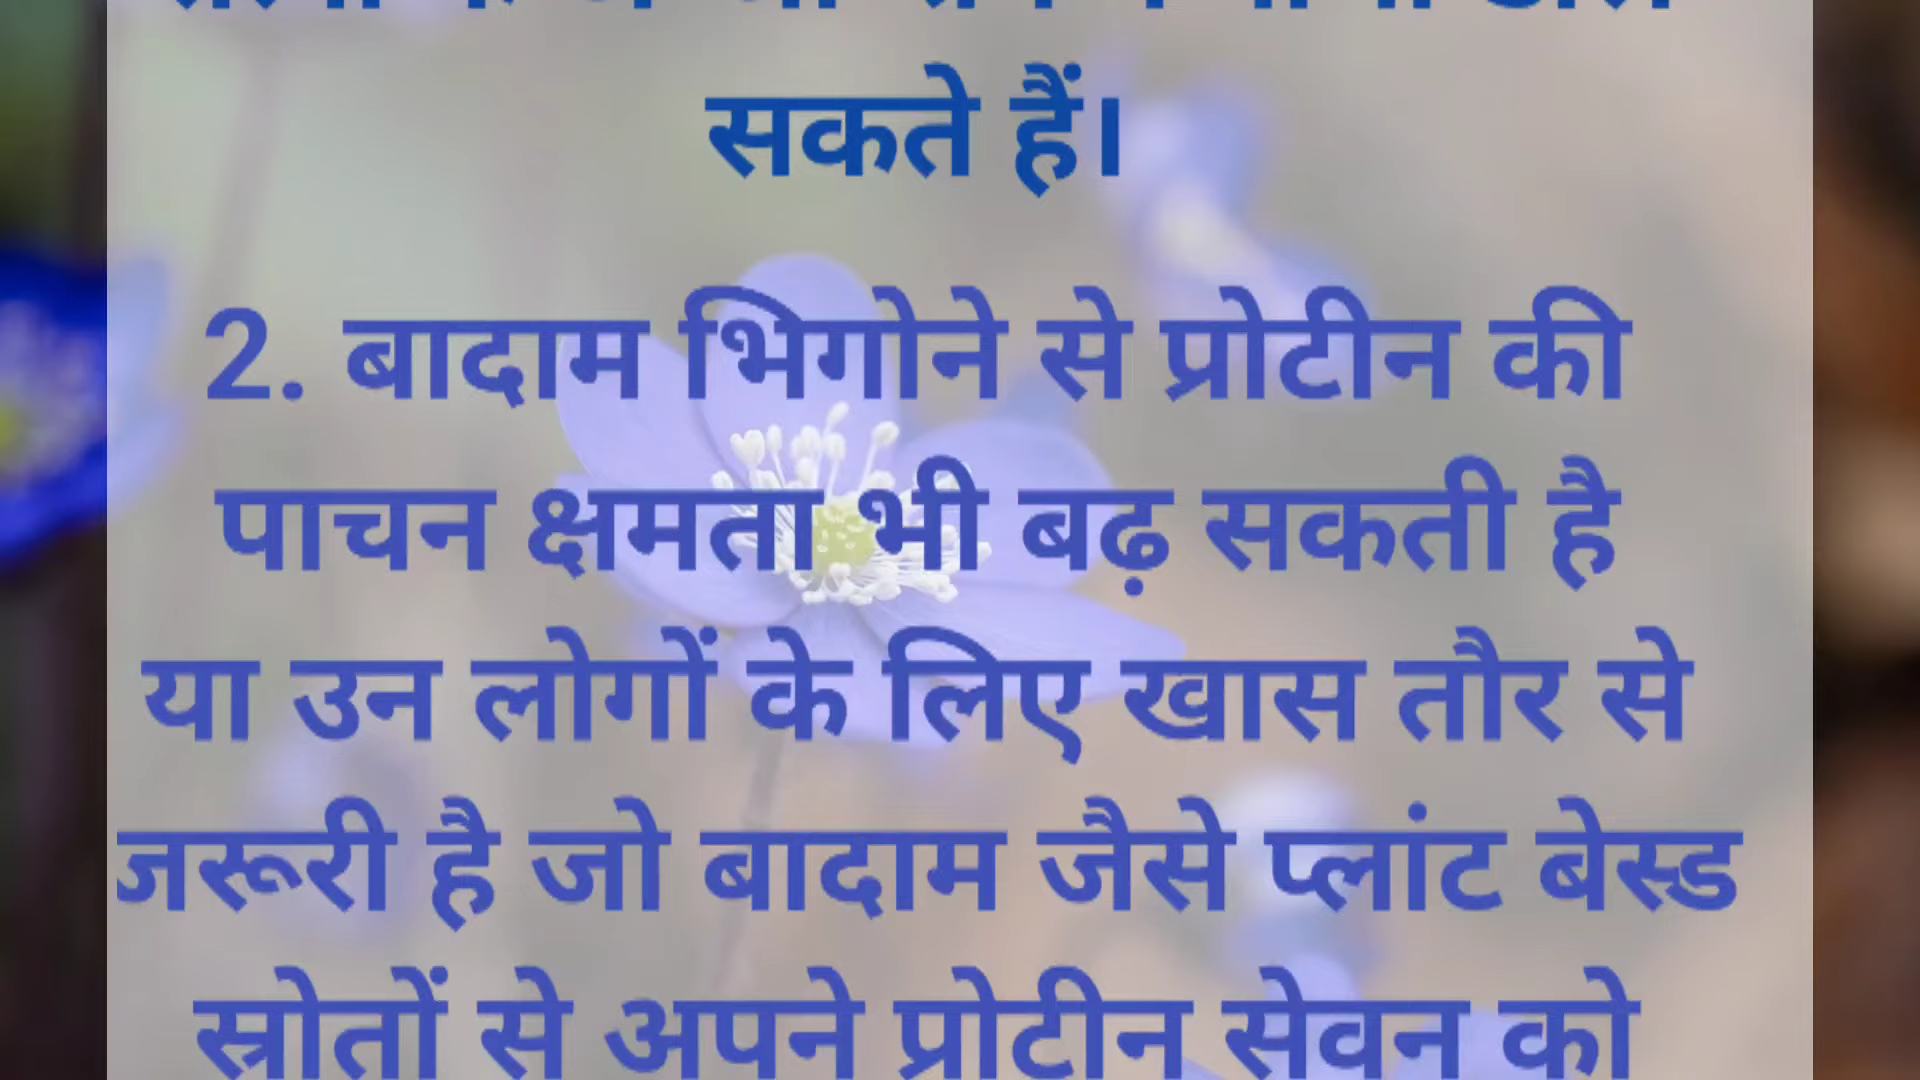 सकते हैं।
2. बादाम भिगोने से प्रोटीन की
पाचन क्षमता भी बढ़ सकती है
या उन लोगों के लिए खास तौर से
जरूरी है जो बादाम जैसे प्लांट बेस्ड
स्रोतों से अपने प्रोटीन सेवन को